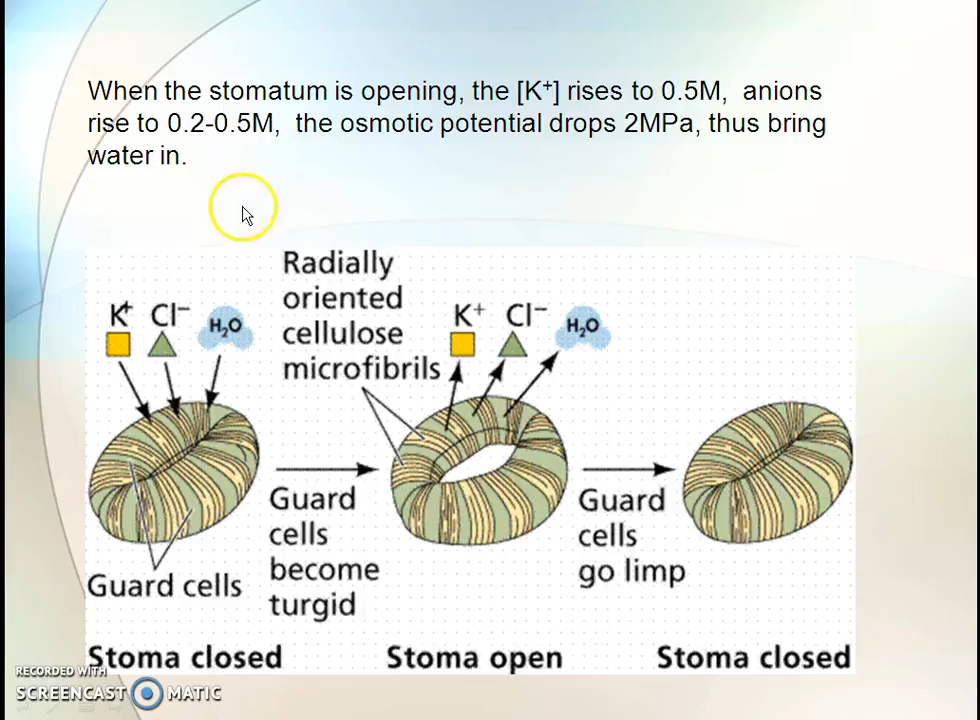 When the stomatum is opening, the [K⁺] rises to 0.5M, anions
rise to 0.2-0.5M, the osmotic potential drops 2MPa, thus bring
water in.
K⁺ Cl⁻ H₂O
Radially
oriented
cellulose
microfibrils
K⁺ Cl⁻ H₂O
Guard cells
Guard
cells
become
turgid
Guard
cells
go limp
Stoma closed
Stoma open
Stoma closed
RECORDED WITH
SCREENCAST MATIC